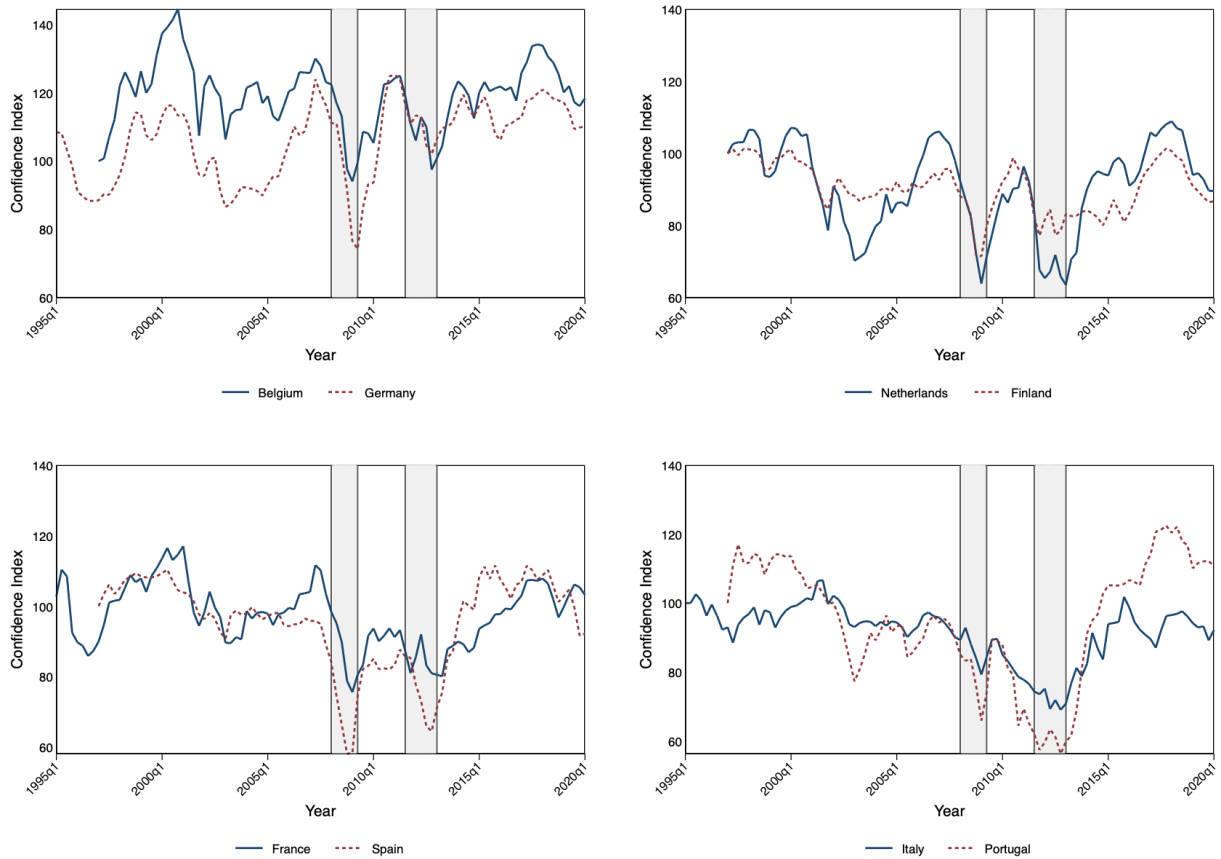 140
120
100
80
60
Confidence Index
1995q1 2000q1 2005q1 2010q1 2015q1 2020q1
Year
Belgium Germany
140
120
100
80
60
Confidence Index
1995q1 2000q1 2005q1 2010q1 2015q1 2020q1
Year
Netherlands Finland
140
120
100
80
60
Confidence Index
1995q1 2000q1 2005q1 2010q1 2015q1 2020q1
Year
France Spain
140
120
100
80
60
Confidence Index
1995q1 2000q1 2005q1 2010q1 2015q1 2020q1
Year
Italy Portugal